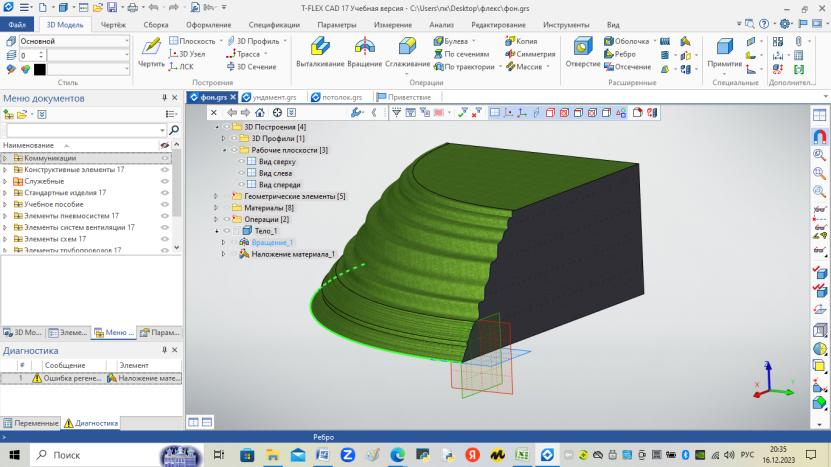 T-FLEX CAD 17 Учебная версия - C:\Users\пк\Desktop\флекс\фон.grs
Файл 3D Модель Чертёж Сборка Оформление Спецификации Параметры Измерение Анализ Редактирование Инструменты Вид
Основной
0
Стиль
Чертить
Плоскость
3D Узел
ЛСК
3D Профиль
Трасса
3D Сечение
Построения
Выталкивание
Вращение
Сглаживание
Булева
По сечениям
По траектории
Копия
Симметрия
Массив
Операции
Отверстие
Оболочка
Ребро
Отсечение
Расширенные
Примитив
Специальные
Дополнител...
Меню документов
фон.grs
ундамент.grs
потолок.grs
Приветствие
Наименование
Коммуникации
Конструктивные элементы 17
Служебные
Стандартные изделия 17
Учебное пособие
Элементы пневмосистем 17
Элементы систем вентиляции 17
Элементы схем 17
Элементы трубопроводов 17
3D Построения [4]
3D Профили [1]
Рабочие плоскости [3]
Вид сверху
Вид слева
Вид спереди
Геометрические элементы [5]
Материалы [8]
Операции [2]
Тело_1
Вращение_1
Наложение материала_1
3D Мо...
Элеме...
Меню ...
Парам...
Диагностика
# Сообщение Элемент
1 Ошибка регене... Наложение мате...
Переменные
Диагностика
Z
X
Y
> Ребро
Поиск
РУС
20:35
16.12.2023